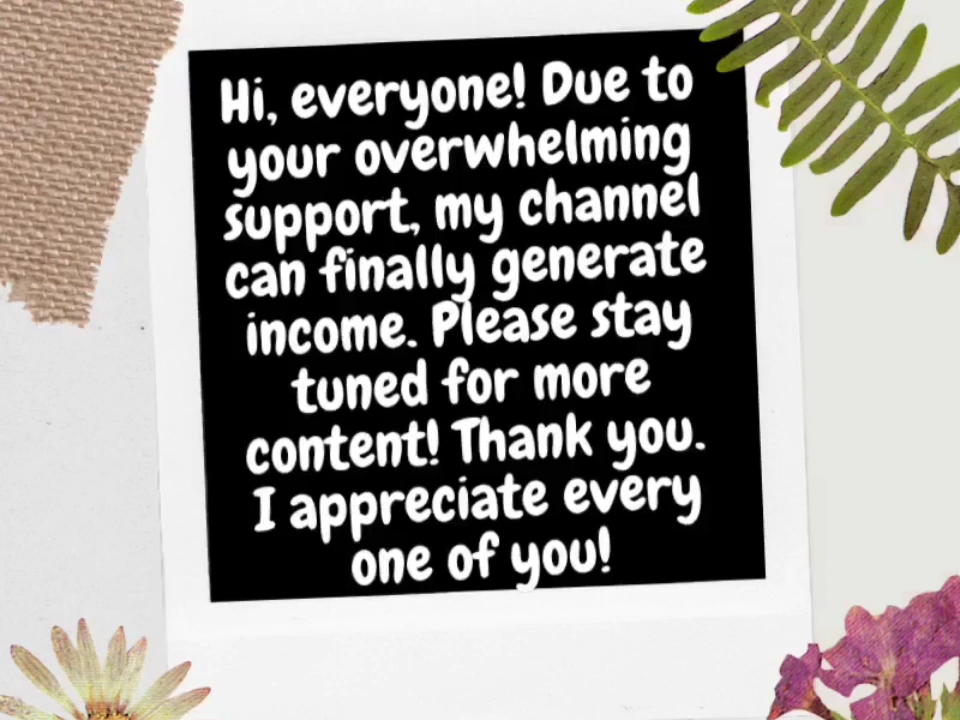 Hi, everyone! Due to
your overwhelming
support, my channel
can finally generate
income. Please stay
tuned for more
content! Thank you.
I appreciate every
one of you!